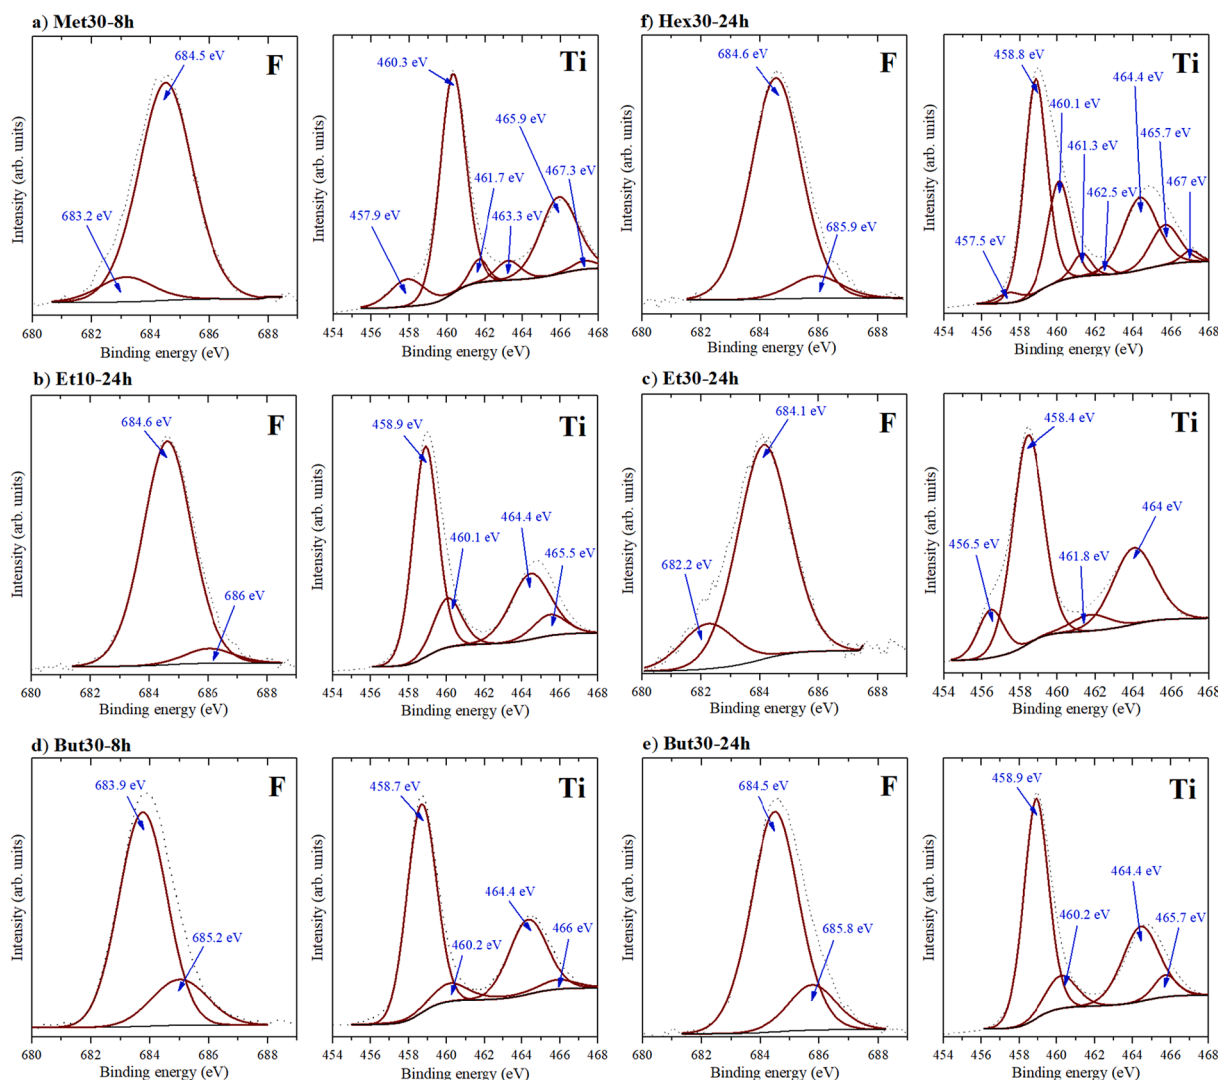 a) Met30-8h
F
684.5 eV
683.2 eV
Intensity (arb. units)
680 682 684 686 688
Binding energy (eV)
Ti
460.3 eV
465.9 eV
467.3 eV
461.7 eV
463.3 eV
457.9 eV
Intensity (arb. units)
454 456 458 460 462 464 466 468
Binding energy (eV)
f) Hex30-24h
F
684.6 eV
685.9 eV
Intensity (arb. units)
680 682 684 686 688
Binding energy (eV)
Ti
458.8 eV
464.4 eV
460.1 eV
465.7 eV
461.3 eV
467 eV
462.5 eV
457.5 eV
Intensity (arb. units)
454 456 458 460 462 464 466 468
Binding energy (eV)
b) Et10-24h
F
684.6 eV
686 eV
Intensity (arb. units)
680 682 684 686 688
Binding energy (eV)
Ti
458.9 eV
464.4 eV
460.1 eV
465.5 eV
Intensity (arb. units)
454 456 458 460 462 464 466 468
Binding energy (eV)
c) Et30-24h
F
684.1 eV
682.2 eV
Intensity (arb. units)
680 682 684 686 688
Binding energy (eV)
Ti
458.4 eV
464 eV
456.5 eV
461.8 eV
Intensity (arb. units)
454 456 458 460 462 464 466 468
Binding energy (eV)
d) But30-8h
F
683.9 eV
685.2 eV
Intensity (arb. units)
680 682 684 686 688
Binding energy (eV)
Ti
458.7 eV
464.4 eV
460.2 eV
466 eV
Intensity (arb. units)
454 456 458 460 462 464 466 468
Binding energy (eV)
e) But30-24h
F
684.5 eV
685.8 eV
Intensity (arb. units)
680 682 684 686 688
Binding energy (eV)
Ti
458.9 eV
464.4 eV
460.2 eV
465.7 eV
Intensity (arb. units)
454 456 458 460 462 464 466 468
Binding energy (eV)